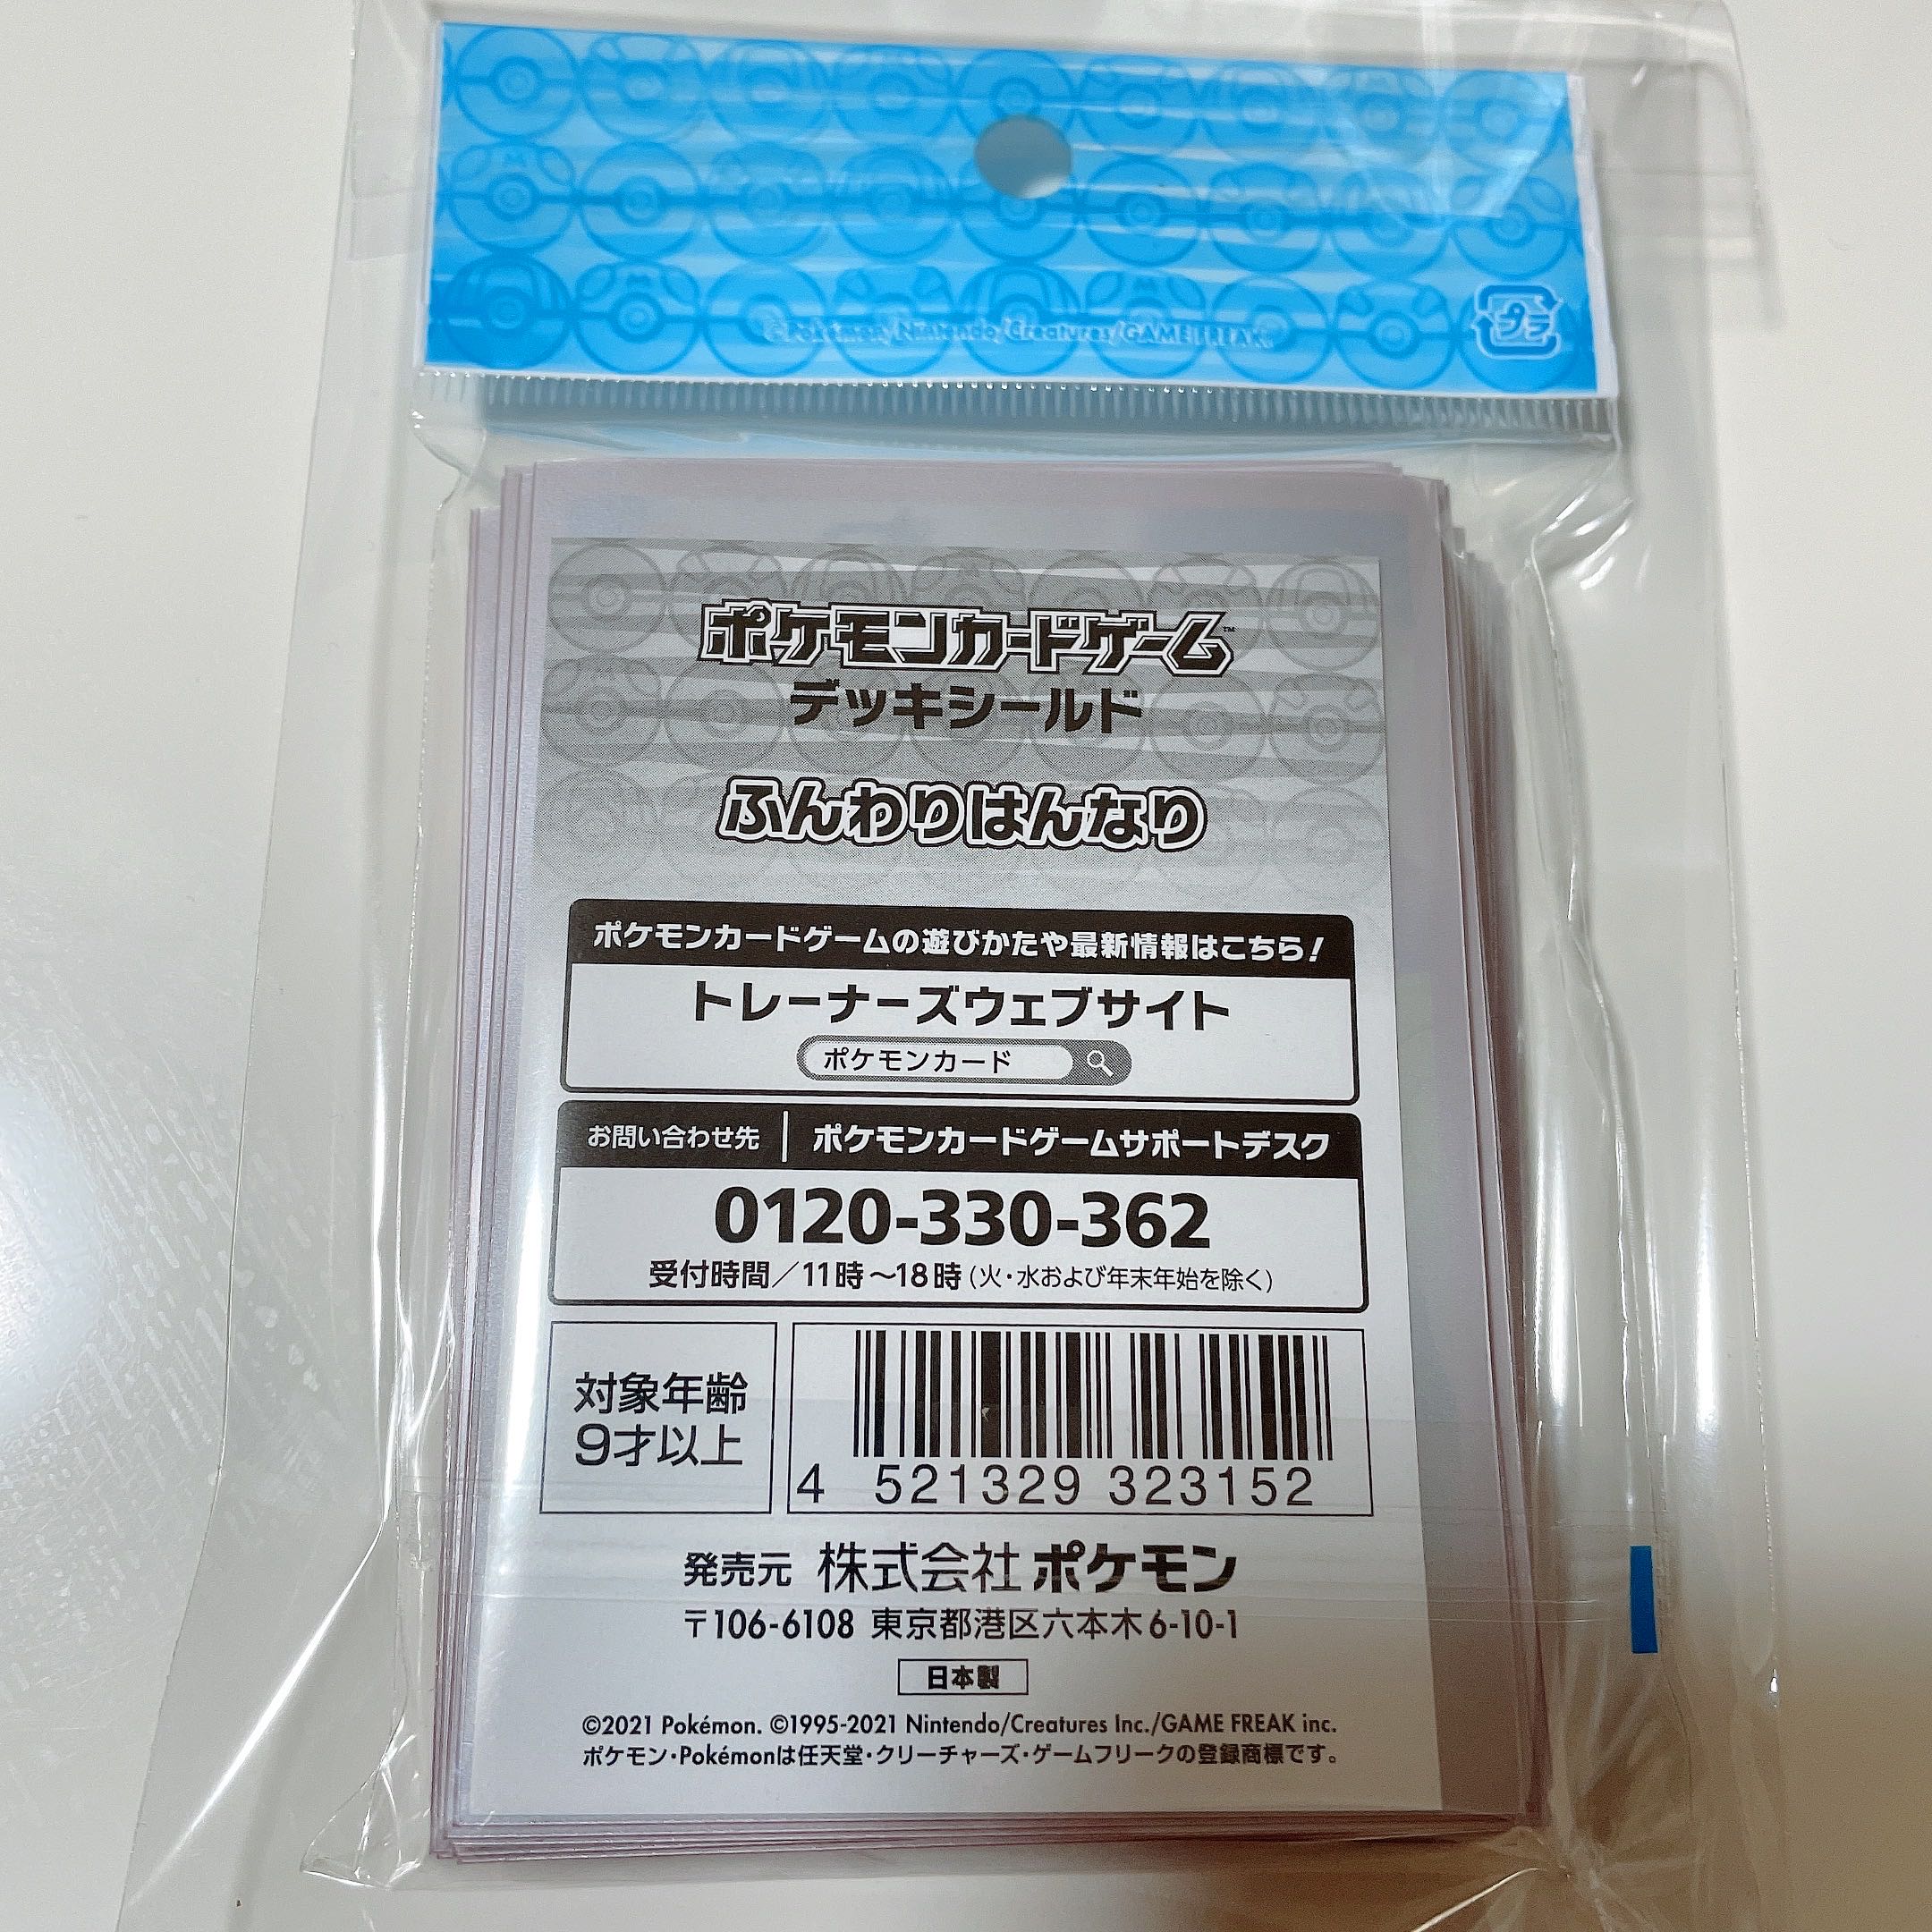 ©Pokémon/Nintendo/Creatures/GAME FREAK.
プラ
ポケモンカードゲーム™
デッキシールド
ふんわりはんなり
ポケモンカードゲームの遊びかたや最新情報はこちら!
トレーナーズウェブサイト
ポケモンカード
お問い合わせ先 | ポケモンカードゲームサポートデスク
0120-330-362
受付時間/11時~18時(火・水および年末年始を除く)
対象年齢
9才以上
4 521329 323152
発売元 株式会社ポケモン
〒106-6108 東京都港区六本木6-10-1
日本製
©2021 Pokémon. ©1995-2021 Nintendo/Creatures Inc./GAME FREAK inc.
ポケモン・Pokémonは任天堂・クリーチャーズ・ゲームフリークの登録商標です。